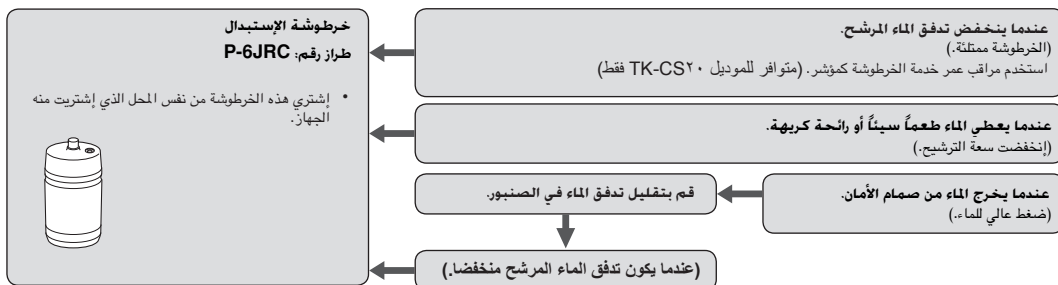 عندما ينخفض تدفق الماء المرشح.
(الخرطوشة ممتلئة.)
استخدم مراقب عمر خدمة الخرطوشة كمؤشر. (متوافر للموديل TK-CS٢٠ فقط)
عندما يعطي الماء طعماً سيئاً أو رائحة كريهة.
(إنخفضت سعة الترشيح.)
عندما يخرج الماء من صمام الأمان.
(ضغط عالي للماء.)
قم بتقليل تدفق الماء في الصنبور.
(عندما يكون تدفق الماء المرشح منخفضا.)
خرطوشة الإستبدال
طراز رقم: P-6JRC
• إشتري هذه الخرطوشة من نفس المحل الذي إشتريت منه
الجهاز.